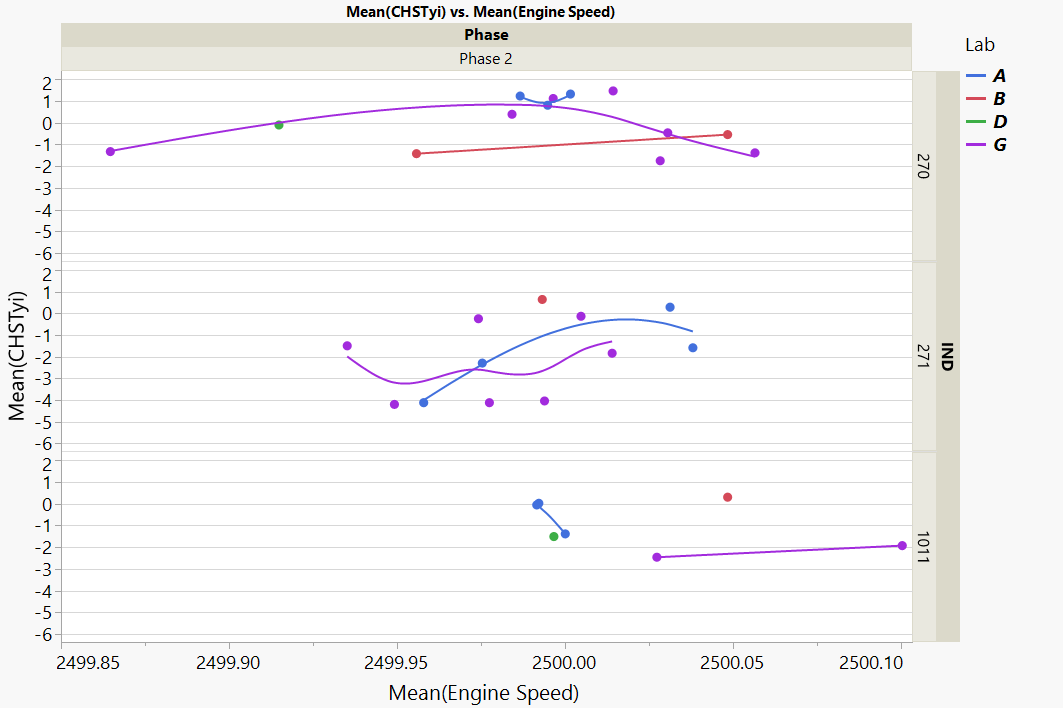 Mean(CHSTyi) vs. Mean(Engine Speed)
Phase
Phase 2
Lab
A
B
D
G
Mean(CHSTyi)
2
1
0
-1
-2
-3
-4
-5
-6
270
2
1
0
-1
-2
-3
-4
-5
-6
271
IND
2
1
0
-1
-2
-3
-4
-5
-6
1011
2499.85 2499.90 2499.95 2500.00 2500.05 2500.10
Mean(Engine Speed)